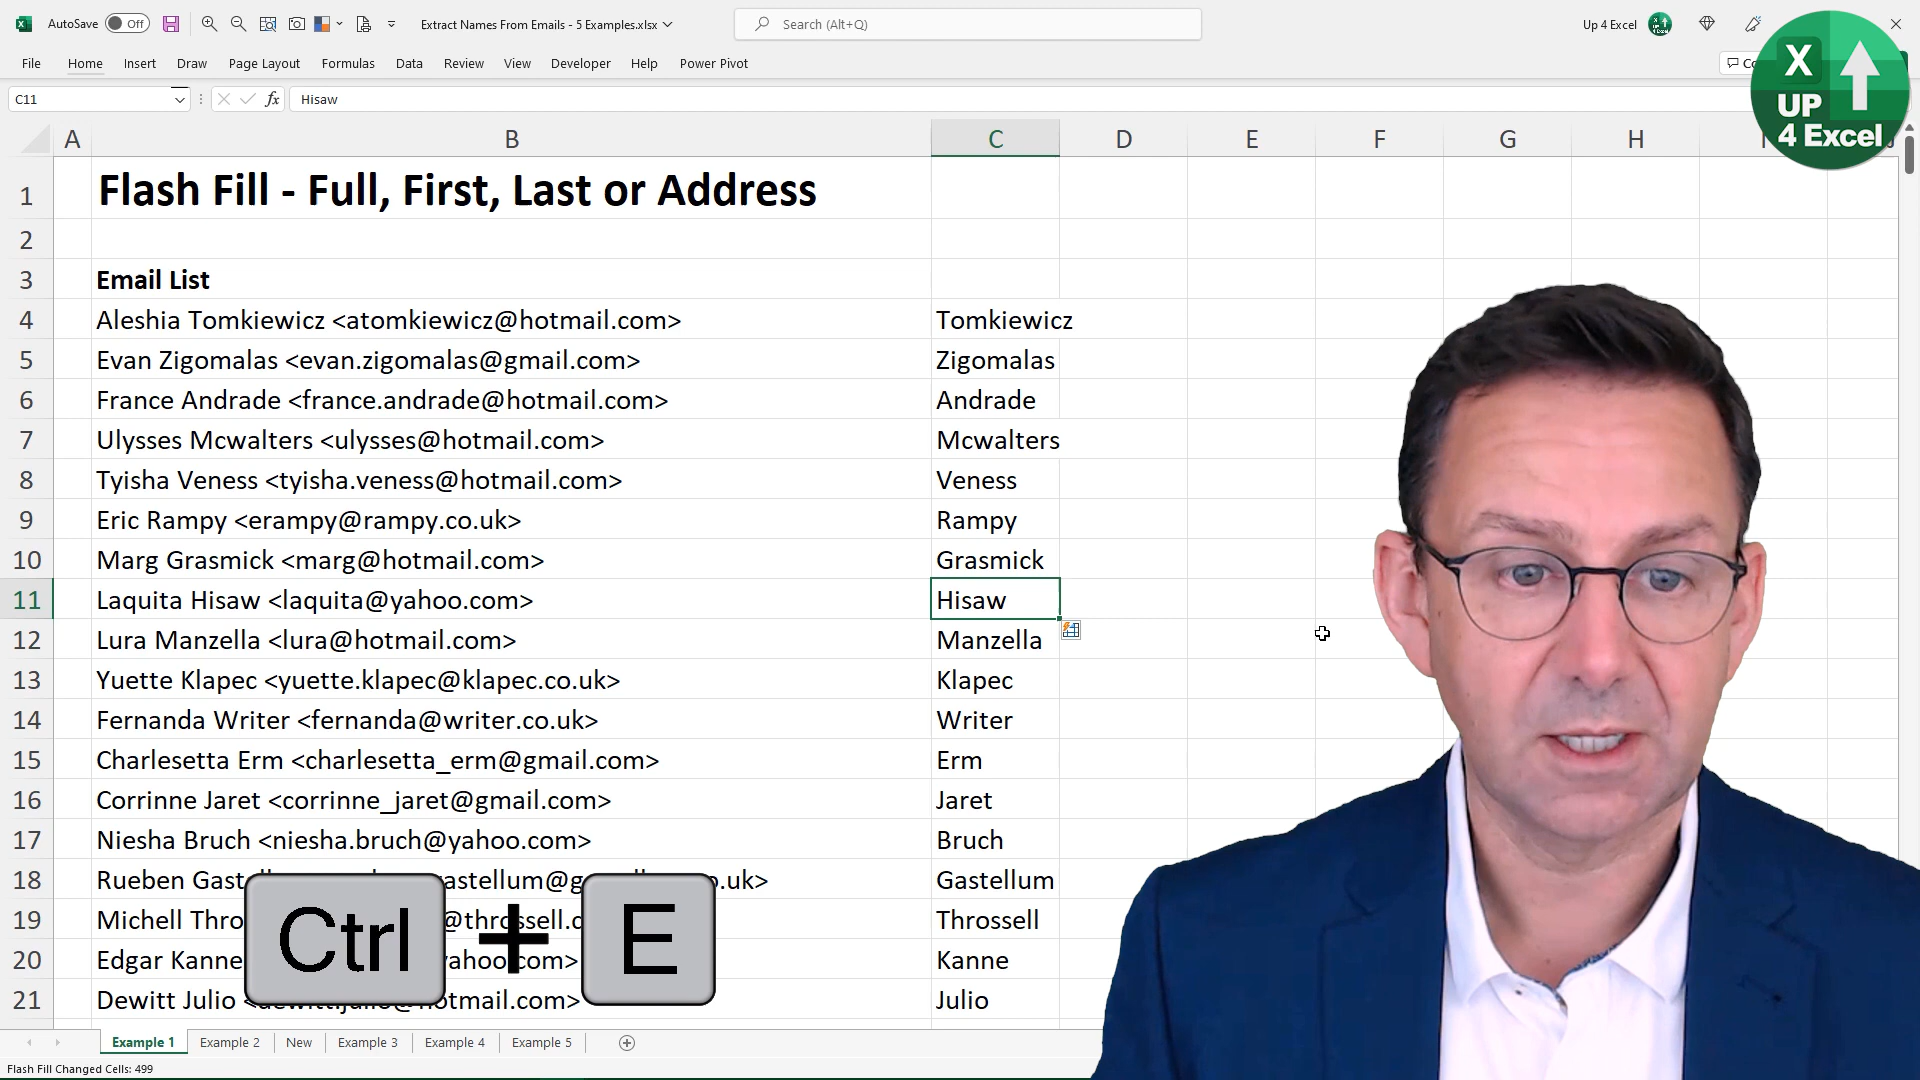 AutoSave Off
Extract Names From Emails - 5 Examples.xlsx
Search (Alt+Q)
Up 4 Excel
File Home Insert Draw Page Layout Formulas Data Review View Developer Help Power Pivot
C11 fx Hisaw
X
UP
4 Excel
A B C D E F G H
1 Flash Fill - Full, First, Last or Address
2
3 Email List
4 Aleshia Tomkiewicz <atomkiewicz@hotmail.com> Tomkiewicz
5 Evan Zigomalas <evan.zigomalas@gmail.com> Zigomalas
6 France Andrade <france.andrade@hotmail.com> Andrade
7 Ulysses Mcwalters <ulysses@hotmail.com> Mcwalters
8 Tyisha Veness <tyisha.veness@hotmail.com> Veness
9 Eric Rampy <erampy@rampy.co.uk> Rampy
10 Marg Grasmick <marg@hotmail.com> Grasmick
11 Laquita Hisaw <laquita@yahoo.com> Hisaw
12 Lura Manzella <lura@hotmail.com> Manzella
13 Yuette Klapec <yuette.klapec@klapec.co.uk> Klapec
14 Fernanda Writer <fernanda@writer.co.uk> Writer
15 Charlesetta Erm <charlesetta_erm@gmail.com> Erm
16 Corrinne Jaret <corrinne_jaret@gmail.com> Jaret
17 Niesha Bruch <niesha.bruch@yahoo.com> Bruch
18 Rueben Gastellum
19 Michell Throssell
20 Edgar Kanne Kanne
21 Dewitt Julio <dewitt.julio@hotmail.com> Julio
Ctrl + E
Example 1 Example 2 New Example 3 Example 4 Example 5
Flash Fill Changed Cells: 499